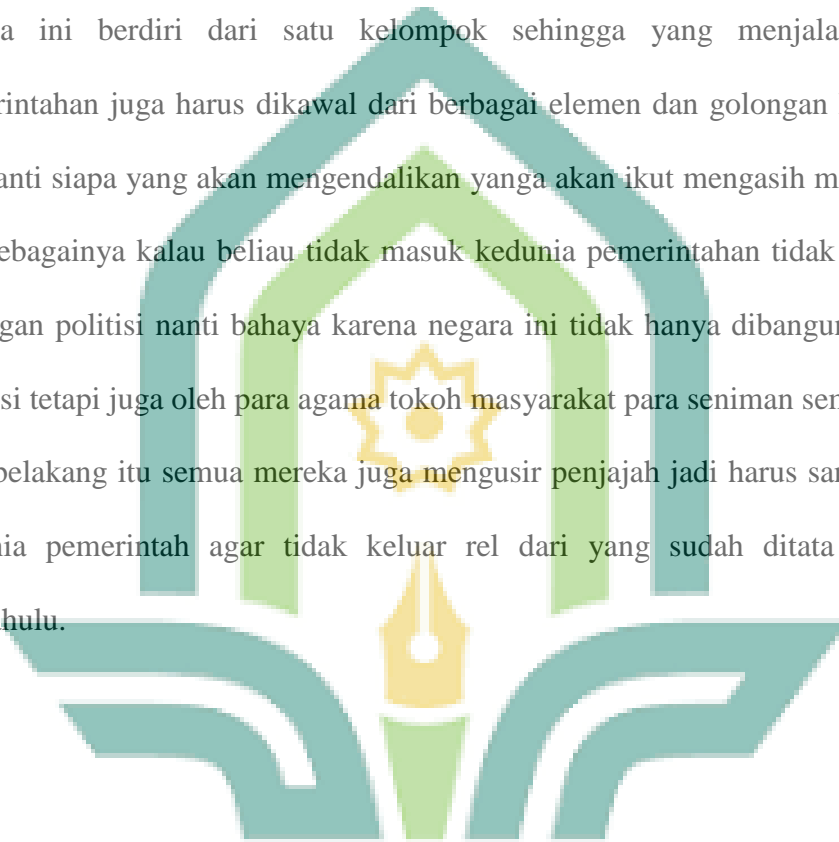 a ini berdiri dari satu kelompok sehingga yang menjala
rintahan juga harus dikawal dari berbagai elemen dan golongan
anti siapa yang akan mengendalikan yanga akan ikut mengasih m
ebagainya kalau beliau tidak masuk kedunia pemerintahan tidak
gan politisi nanti bahaya karena negara ini tidak hanya dibangun
si tetapi juga oleh para agama tokoh masyarakat para seniman sen
belakang itu semua mereka juga mengusir penjajah jadi harus sar
nia pemerintah agar tidak keluar rel dari yang sudah ditata
ahulu.